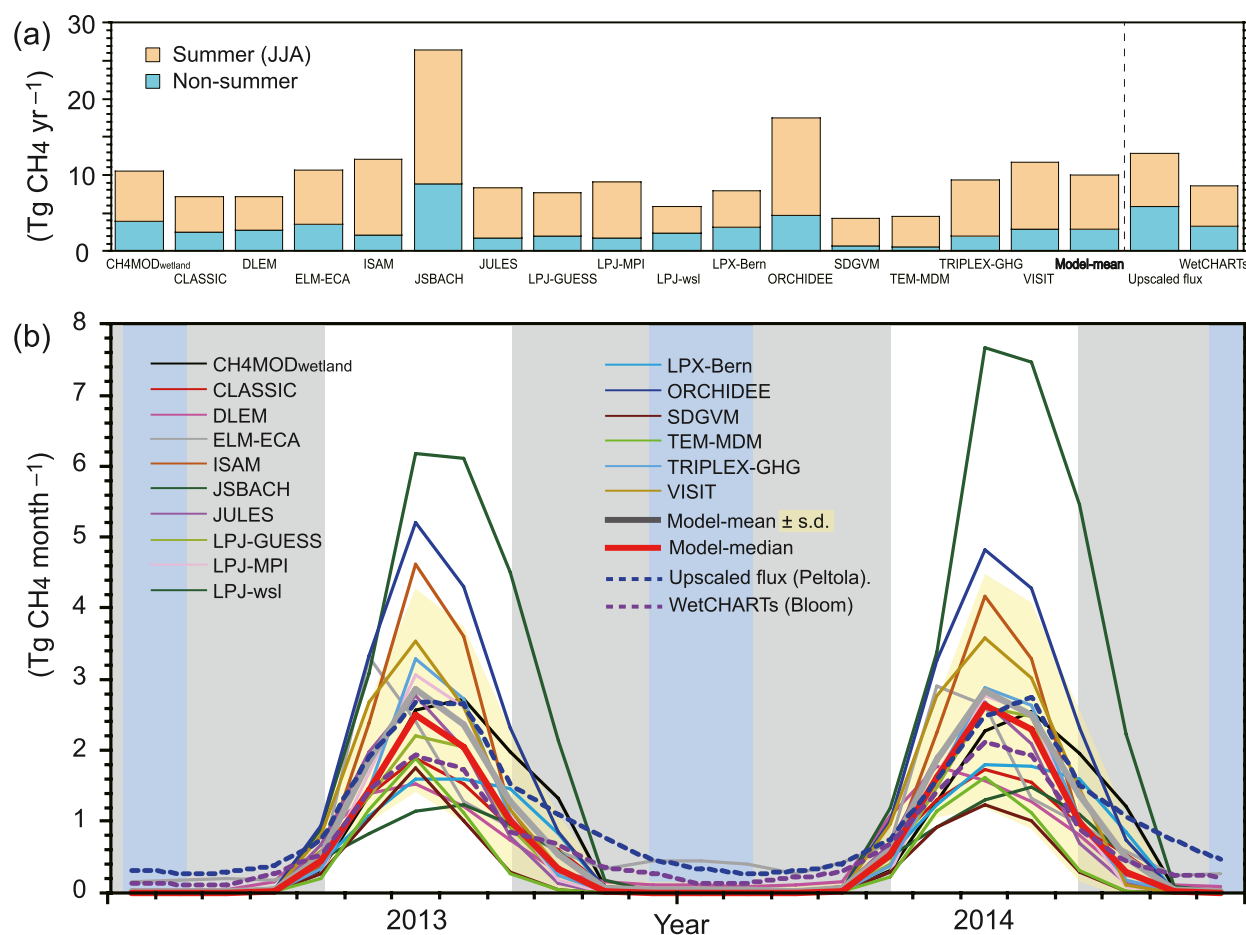 (a)
30
20
10
0
(Tg CH4 yr −1)
Summer (JJA)
Non-summer
CH4MODwetland
CLASSIC
DLEM
ELM-ECA
ISAM
JSBACH
JULES
LPJ-GUESS
LPJ-MPI
LPJ-wsl
LPX-Bern
ORCHIDEE
SDGVM
TEM-MDM
TRIPLEX-GHG
VISIT
Model-mean
Upscaled flux
WetCHARTs
(b)
8
7
6
5
4
3
2
1
0
(Tg CH4 month −1)
CH4MODwetland
CLASSIC
DLEM
ELM-ECA
ISAM
JSBACH
JULES
LPJ-GUESS
LPJ-MPI
LPJ-wsl
LPX-Bern
ORCHIDEE
SDGVM
TEM-MDM
TRIPLEX-GHG
VISIT
Model-mean ± s.d.
Model-median
Upscaled flux (Peltola).
WetCHARTs (Bloom)
2013
Year
2014